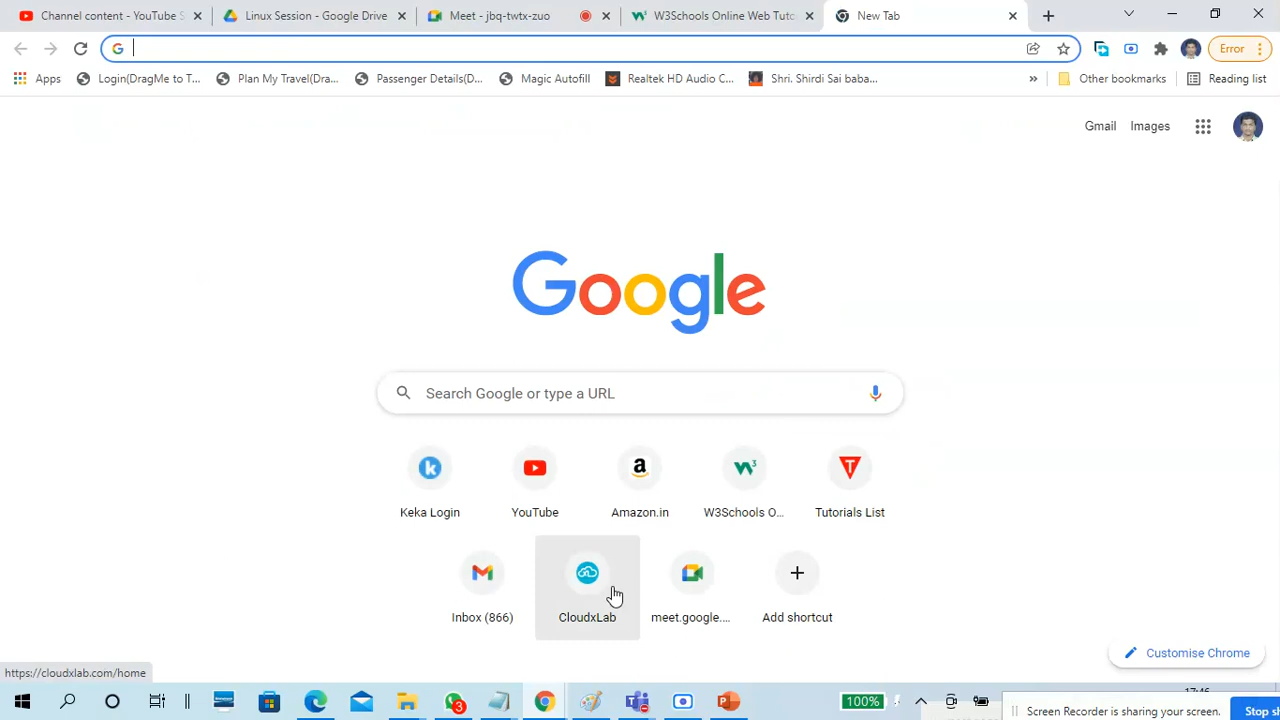 Channel content - YouTube S
Linux Session - Google Drive
Meet - jbq-twtx-zuo
W3Schools Online Web Tuto
New Tab
Error
Apps
Login(DragMe to T...
Plan My Travel(Dra...
Passenger Details(D...
Magic Autofill
Realtek HD Audio C...
Shri. Shirdi Sai baba...
»
Other bookmarks
Reading list
Gmail
Images
Google
Search Google or type a URL
Keka Login
YouTube
Amazon.in
W3Schools O...
Tutorials List
Inbox (866)
CloudxLab
meet.google....
Add shortcut
Customise Chrome
https://cloudxlab.com/home
3
100%
Screen Recorder is sharing your screen.
Stop sh